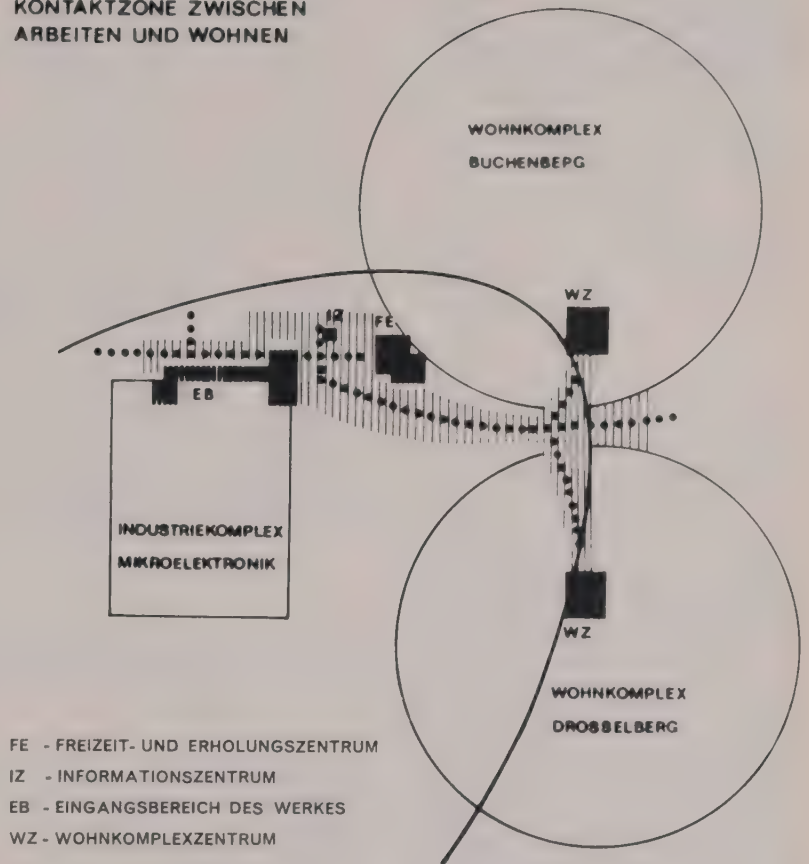 KONTAKTZONE ZWISCHEN
ARBEITEN UND WOHNEN
WOHNKOMPLEX
BUCHENBERG
WZ
IZ
FE
EB
INDUSTRIEKOMPLEX
MIKROELEKTRONIK
WZ
WOHNKOMPLEX
DROSSELBERG
FE - FREIZEIT- UND ERHOLUNGSZENTRUM
IZ - INFORMATIONSZENTRUM
EB - EINGANGSBEREICH DES WERKES
WZ - WOHNKOMPLEXZENTRUM